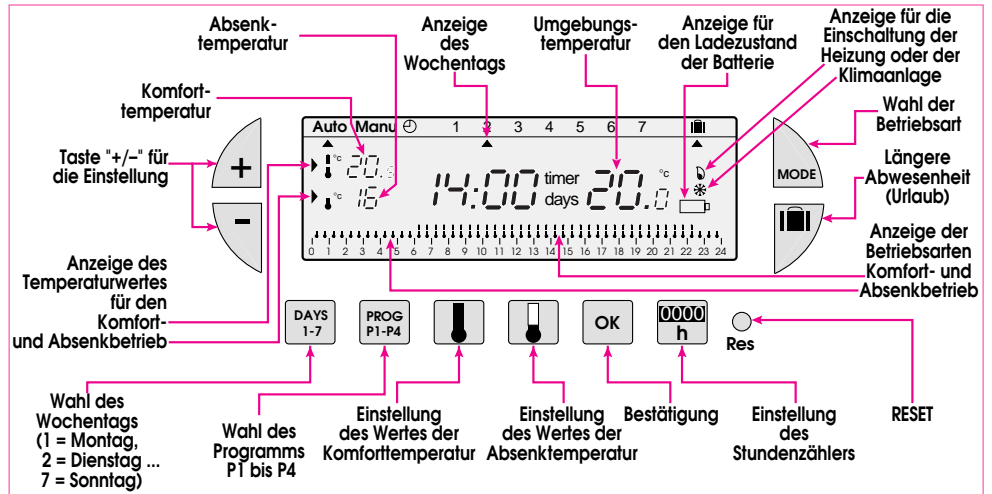 Absenk-
temperatur
Anzeige
des
Wochentags
Umgebungs-
temperatur
Anzeige für
den Ladezustand
der Batterie
Anzeige für die
Einschaltung der
Heizung oder der
Klimaanlage
Komfort-
temperatur
Wahl der
Betriebsart
Taste "+/–" für
die Einstellung
Längere
Abwesenheit
(Urlaub)
Auto Manu 1 2 3 4 5 6 7
+
–
MODE
°C 20.5
°C 16
14:00 timer days 20.0 °C
0 1 2 3 4 5 6 7 8 9 10 11 12 13 14 15 16 17 18 19 20 21 22 23 24
Anzeige des
Temperaturwertes
für den
Komfort-
und Absenkbetrieb
Anzeige der
Betriebsarten
Komfort- und
Absenkbetrieb
DAYS
1-7
PROG
P1-P4
OK
0000
h
Res
Wahl des
Wochentags
(1 = Montag,
2 = Dienstag ...
7 = Sonntag)
Wahl des
Programms
P1 bis P4
Einstellung
des Wertes der
Komforttemperatur
Einstellung
des Wertes der
Absenktemperatur
Bestätigung
Einstellung
des
Stundenzählers
RESET